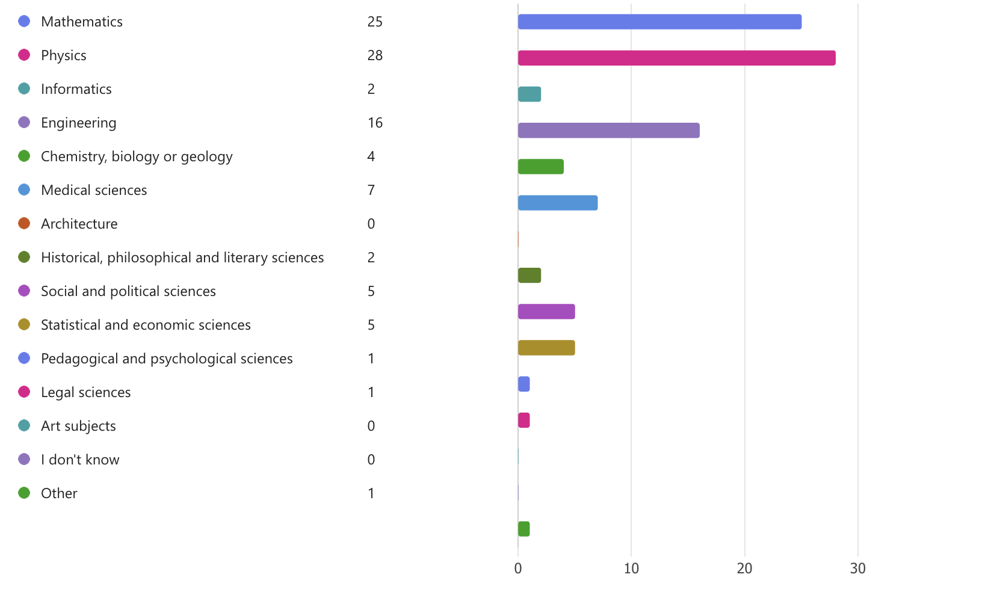 Mathematics 25
Physics 28
Informatics 2
Engineering 16
Chemistry, biology or geology 4
Medical sciences 7
Architecture 0
Historical, philosophical and literary sciences 2
Social and political sciences 5
Statistical and economic sciences 5
Pedagogical and psychological sciences 1
Legal sciences 1
Art subjects 0
I don't know 0
Other 1
0 10 20 30